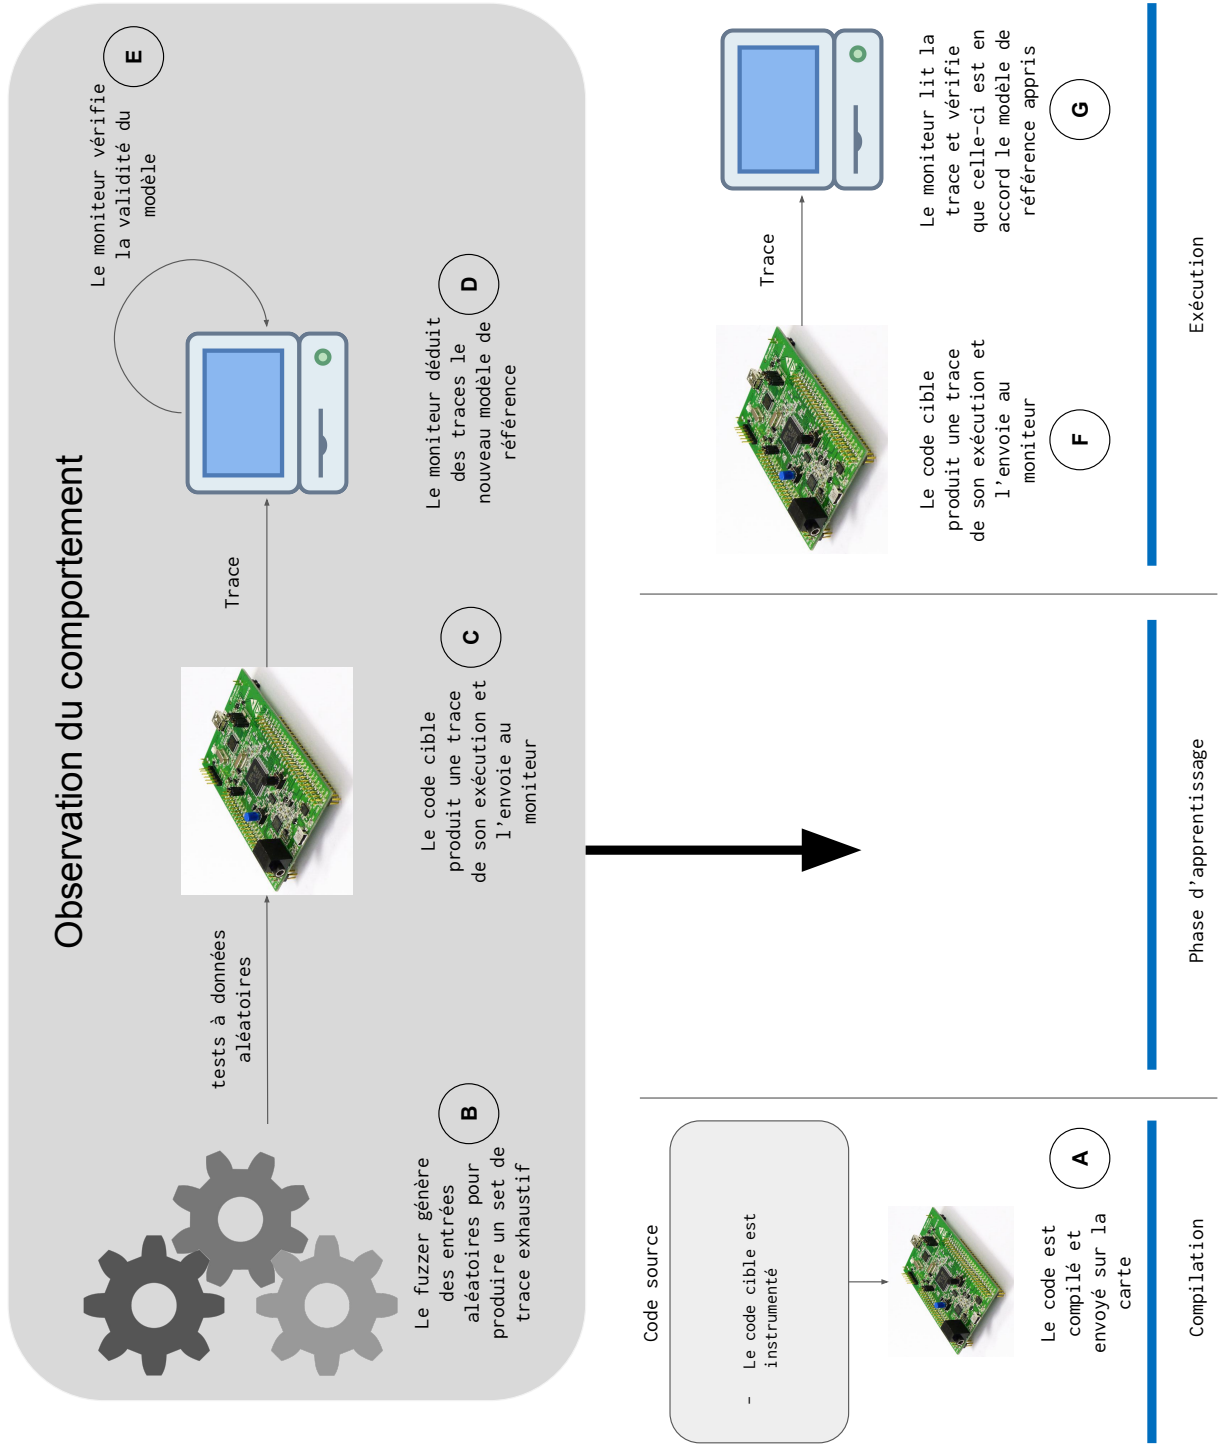 Observation du comportement
tests à données
aléatoires
Trace
Le moniteur vérifie
la validité du
modèle
E
Le fuzzer génère
des entrées
aléatoires pour
produire un set de
trace exhaustif
B
Le code cible
produit une trace
de son exécution et
l'envoie au
moniteur
C
Le moniteur déduit
des traces le
nouveau modèle de
référence
D
Code source
- Le code cible est
instrumenté
Le code est
compilé et
envoyé sur la
carte
A
Trace
Le code cible
produit une trace
de son exécution et
l'envoie au
moniteur
F
Le moniteur lit la
trace et vérifie
que celle-ci est en
accord le modèle de
référence appris
G
Compilation
Phase d'apprentissage
Exécution